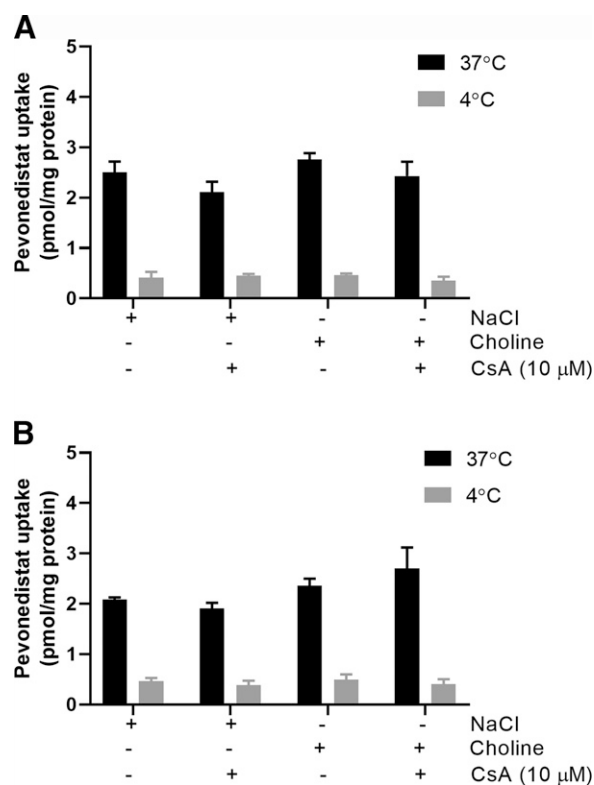 A
5
4
3
2
1
0
Pevonedistat uptake
(pmol/mg protein)
37°C
4°C
+ + - - NaCl
- - + + Choline
- + - + CsA (10 μM)
B
5
4
3
2
1
0
Pevonedistat uptake
(pmol/mg protein)
37°C
4°C
+ + - - NaCl
- - + + Choline
- + - + CsA (10 μM)